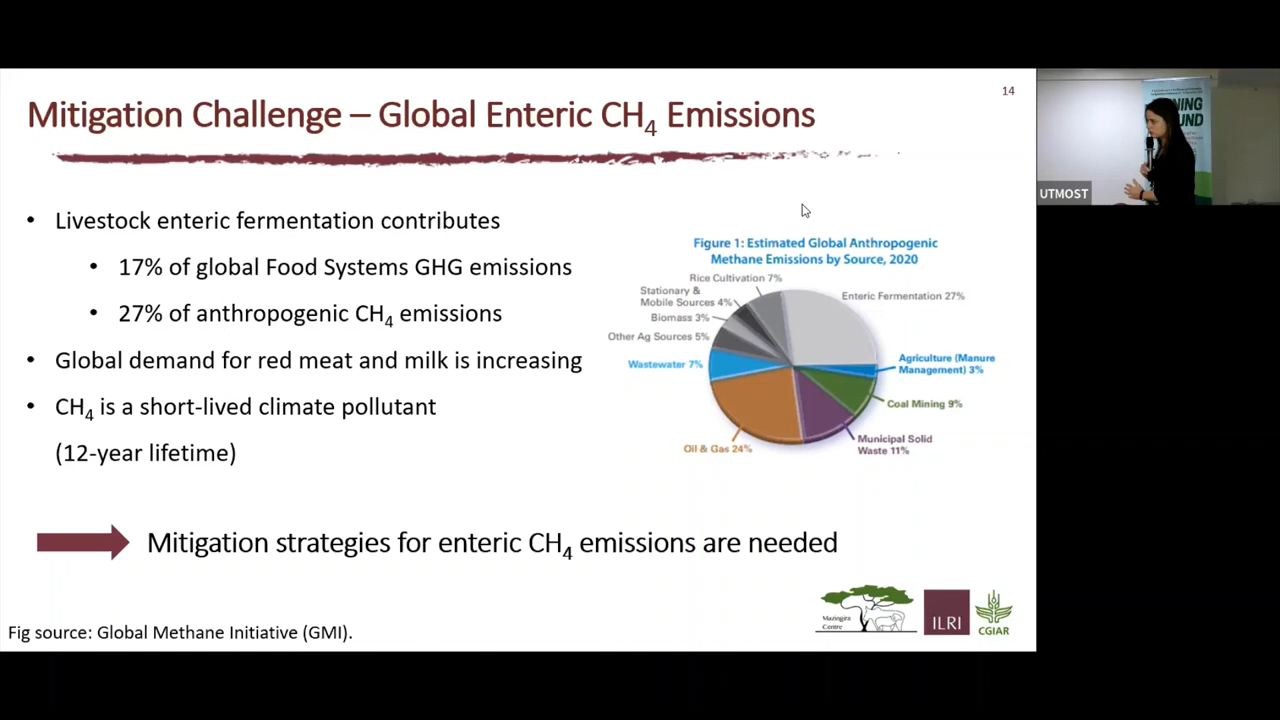 Mitigation Challenge – Global Enteric CH4 Emissions
14
• Livestock enteric fermentation contributes
• 17% of global Food Systems GHG emissions
• 27% of anthropogenic CH4 emissions
• Global demand for red meat and milk is increasing
• CH4 is a short-lived climate pollutant
(12-year lifetime)
Figure 1: Estimated Global Anthropogenic
Methane Emissions by Source, 2020
Rice Cultivation 7%
Stationary &
Mobile Sources 4%
Biomass 3%
Other Ag Sources 5%
Wastewater 7%
Oil & Gas 24%
Enteric Fermentation 27%
Agriculture (Manure
Management) 3%
Coal Mining 9%
Municipal Solid
Waste 11%
Mitigation strategies for enteric CH4 emissions are needed
Fig source: Global Methane Initiative (GMI).
Mazingira
Centre
ILRI
CGIAR
UTMOST